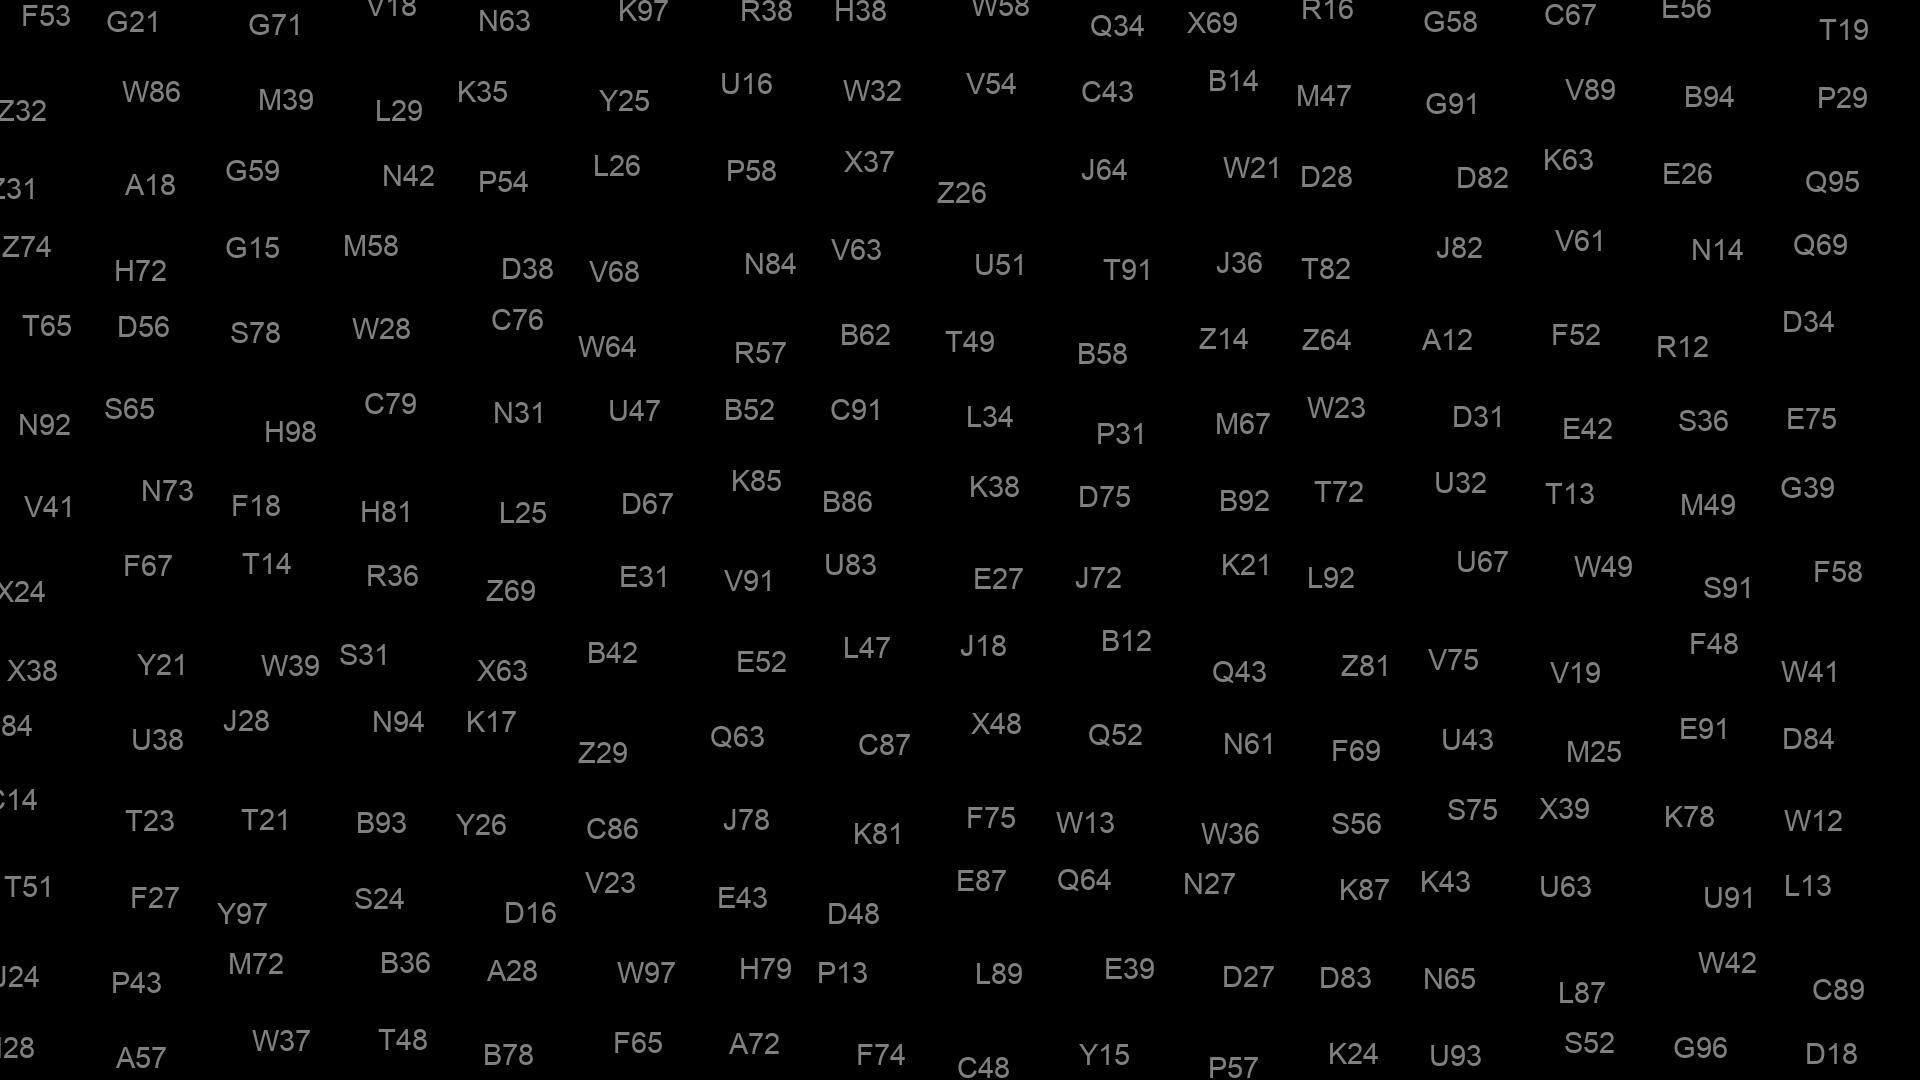 F53 G21 G71 V18 N63 K97 R38 H38 W58 Q34 X69 R16 G58 C67 E56 T19
Z32 W86 M39 L29 K35 Y25 U16 W32 V54 C43 B14 M47 G91 V89 B94 P29
Z31 A18 G59 N42 P54 L26 P58 X37 Z26 J64 W21 D28 D82 K63 E26 Q95
Z74 H72 G15 M58 D38 V68 N84 V63 U51 T91 J36 T82 J82 V61 N14 Q69
T65 D56 S78 W28 C76 W64 R57 B62 T49 B58 Z14 Z64 A12 F52 R12 D34
N92 S65 H98 C79 N31 U47 B52 C91 L34 P31 M67 W23 D31 E42 S36 E75
V41 N73 F18 H81 L25 D67 K85 B86 K38 D75 B92 T72 U32 T13 M49 G39
X24 F67 T14 R36 Z69 E31 V91 U83 E27 J72 K21 L92 U67 W49 S91 F58
X38 Y21 W39 S31 X63 B42 E52 L47 J18 B12 Q43 Z81 V75 V19 F48 W41
84 U38 J28 N94 K17 Z29 Q63 C87 X48 Q52 N61 F69 U43 M25 E91 D84
C14 T23 T21 B93 Y26 C86 J78 K81 F75 W13 W36 S56 S75 X39 K78 W12
T51 F27 Y97 S24 D16 V23 E43 D48 E87 Q64 N27 K87 K43 U63 U91 L13
P43 M72 B36 A28 W97 H79 P13 L89 E39 D27 D83 N65 L87 W42 C89
A57 W37 T48 B78 F65 A72 F74 C48 Y15 P57 K24 U93 S52 G96 D18